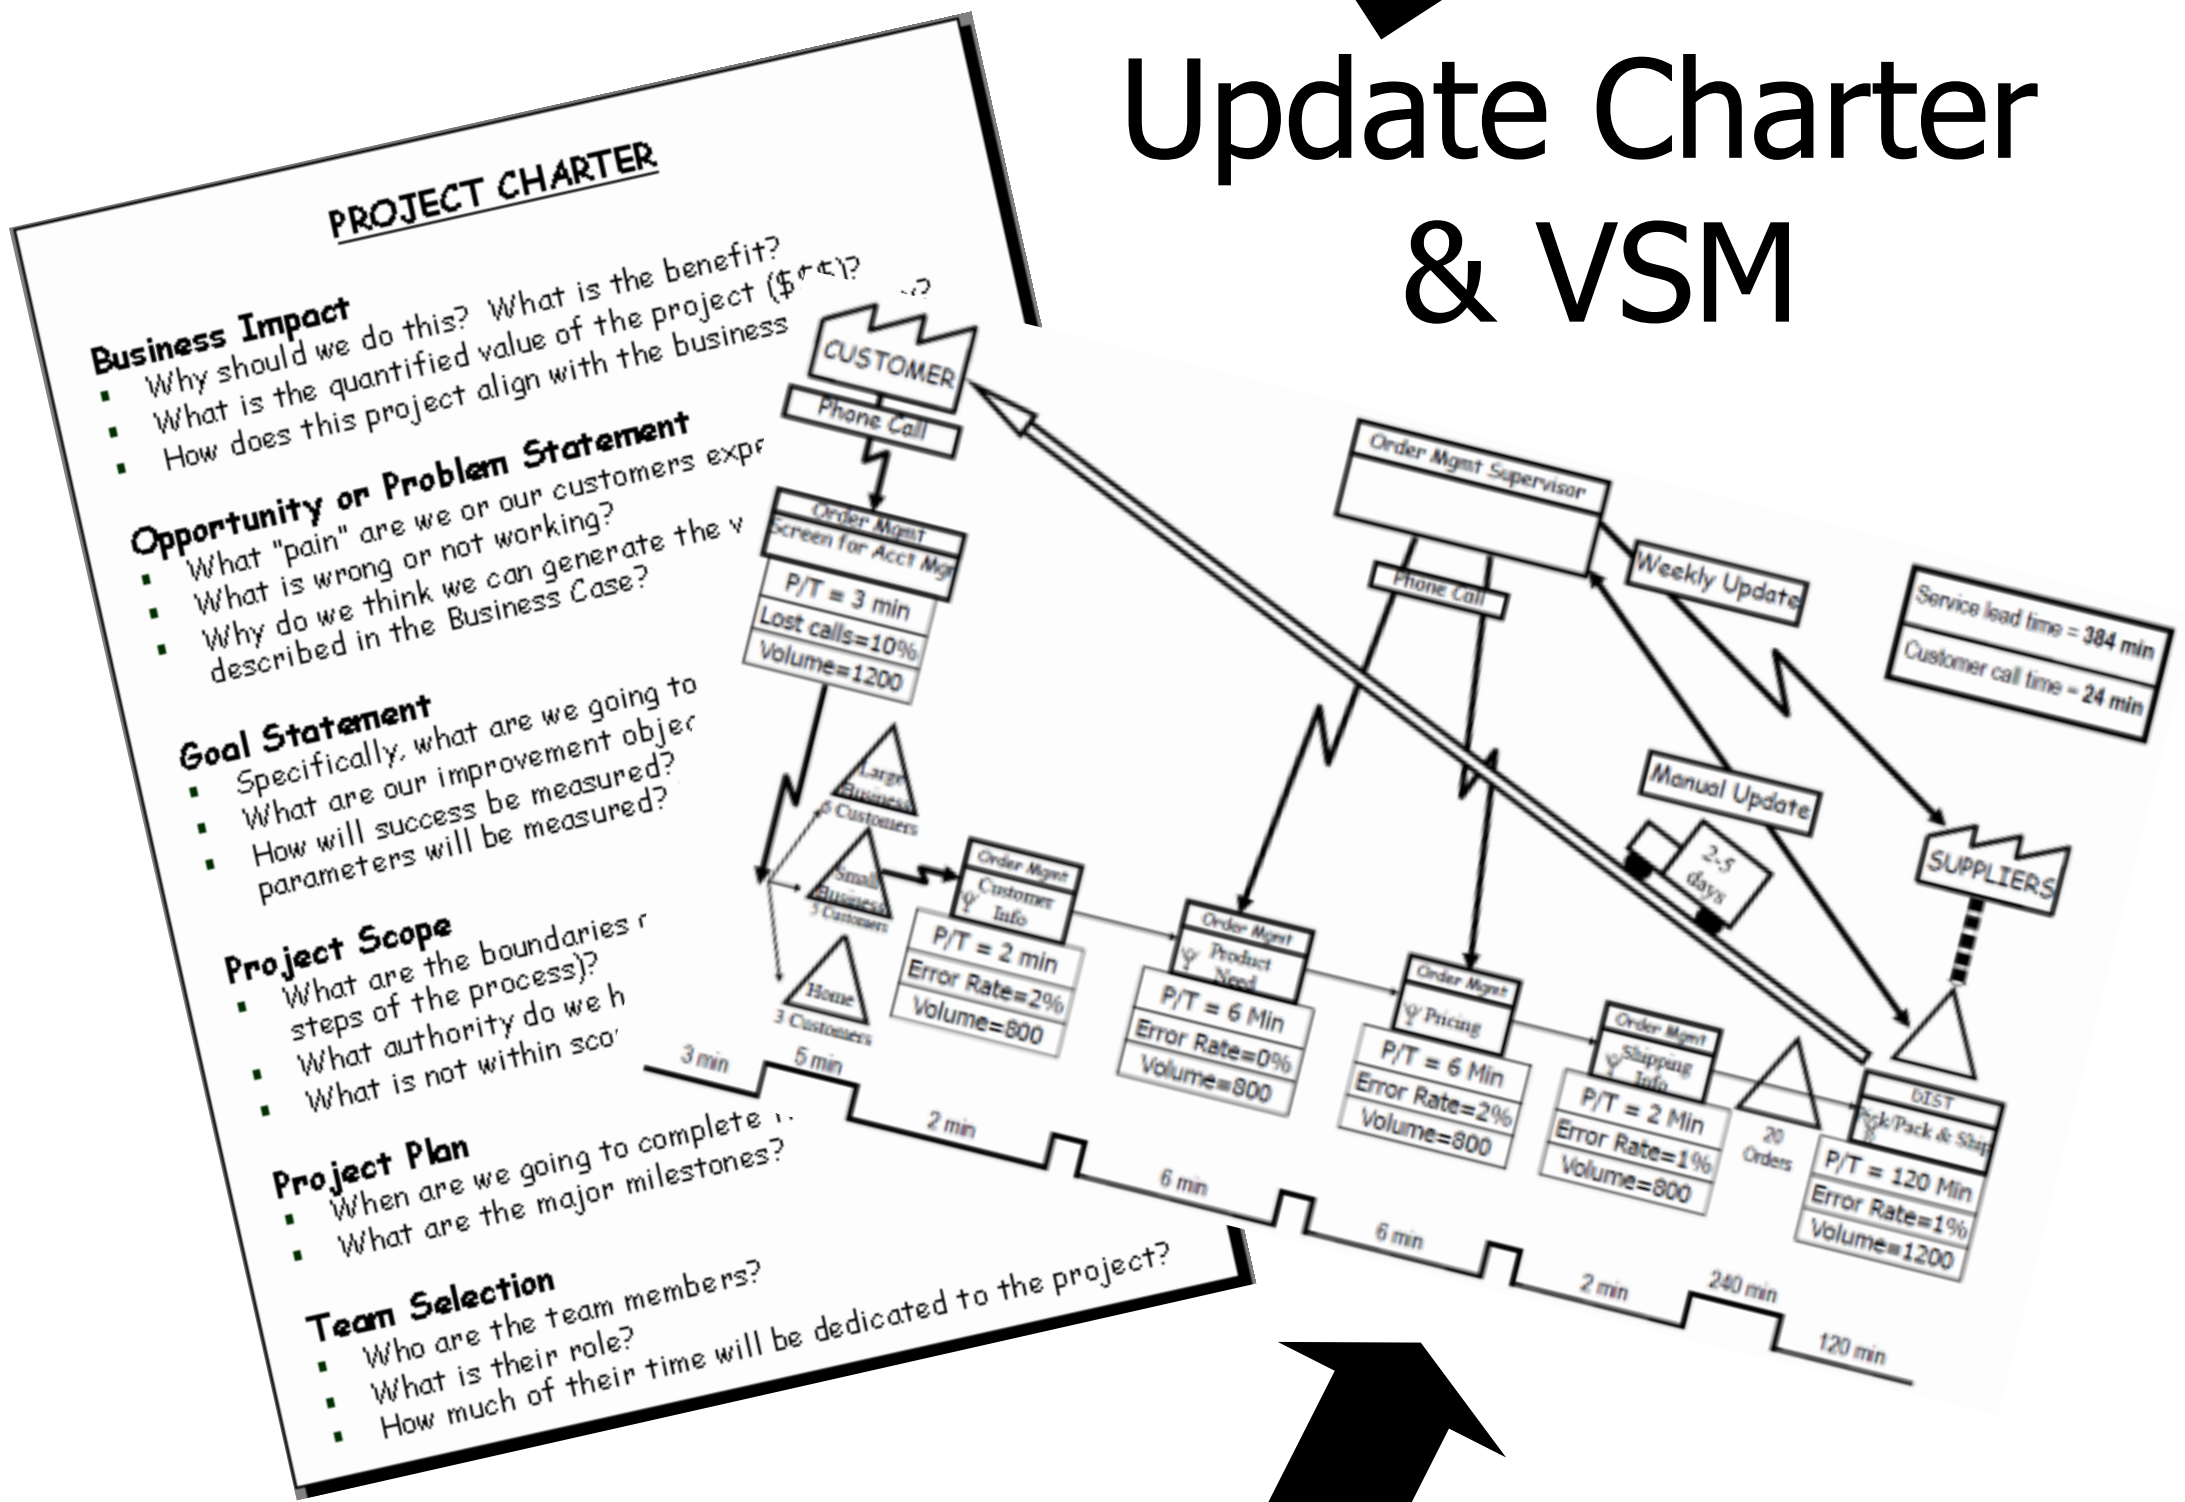 Update Charter
& VSM
PROJECT CHARTER
Business Impact
Why should we do this? What is the benefit?
What is the quantified value of the project ($$$)?
How does this project align with the business
Opportunity or Problem Statement
What "pain" are we or our customers
What is wrong or not working?
Why do we think we can generate the
described in the Business Case?
Goal Statement
Specifically, what are we going to
What are our improvement
How will success be measured?
parameters will be measured?
Project Scope
What are the boundaries
steps of the process)?
What authority do we
What is not within
Project Plan
When are we going to complete
What are the major milestones?
Team Selection
Who are the team members?
What is their role?
How much of their time will be dedicated to the project?
CUSTOMER
Phone Call
Order Mgmt
Screen for Acct Mgr
P/T = 3 min
Lost calls=10%
Volume=1200
Large
Business
6 Customers
Small
Business
5 Customers
Home
3 Customers
Order Mgmt
Customer
Info
P/T = 2 min
Error Rate=2%
Volume=800
Order Mgmt Supervisor
Phone Call
Weekly Update
Service lead time = 384 min
Customer call time = 24 min
Manual Update
2-5
days
SUPPLIERS
Order Mgmt
Product
Need
P/T = 6 Min
Error Rate=0%
Volume=800
Order Mgmt
Pricing
P/T = 6 Min
Error Rate=2%
Volume=800
Order Mgmt
Shipping
Info
P/T = 2 Min
Error Rate=1%
Volume=800
20
Orders
DIST
Pick/Pack & Ship
P/T = 120 Min
Error Rate=1%
Volume=1200
3 min
5 min
2 min
6 min
6 min
2 min
240 min
120 min